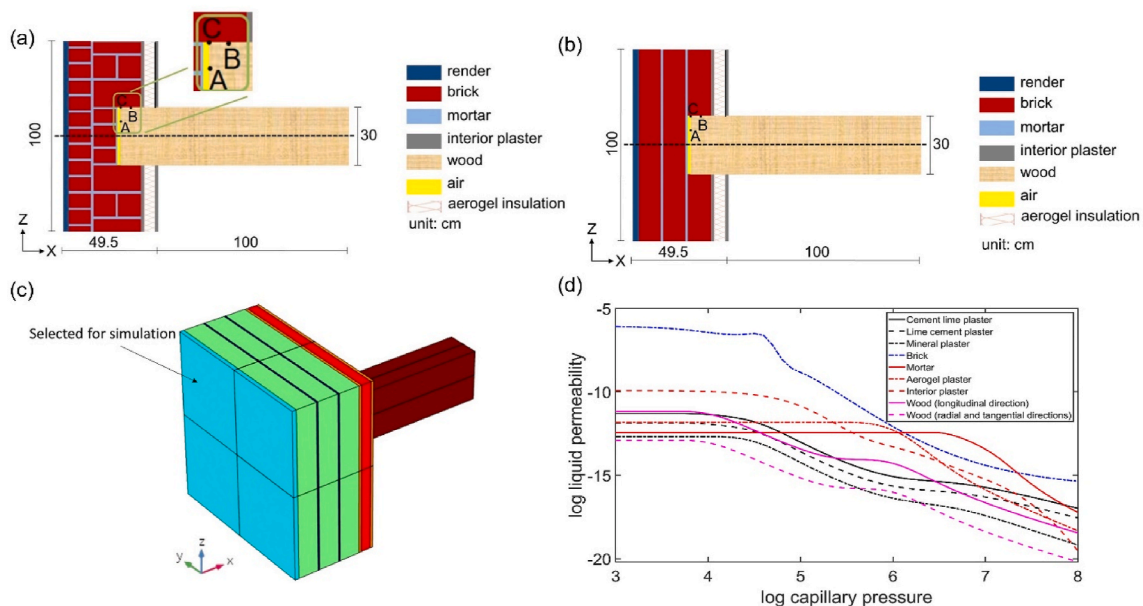 (a)
C
B
A
C
B
A
100
30
render
brick
mortar
interior plaster
wood
air
aerogel insulation
unit: cm
Z
X
49.5
100
(b)
C
B
A
100
30
render
brick
mortar
interior plaster
wood
air
aerogel insulation
unit: cm
Z
X
49.5
100
(c)
Selected for simulation
z
y
x
(d)
-5
-10
-15
-20
log liquid permeability
Cement lime plaster
Lime cement plaster
Mineral plaster
Brick
Mortar
Aerogel plaster
Interior plaster
Wood (longitudinal direction)
Wood (radial and tangential directions)
3 4 5 6 7 8
log capillary pressure